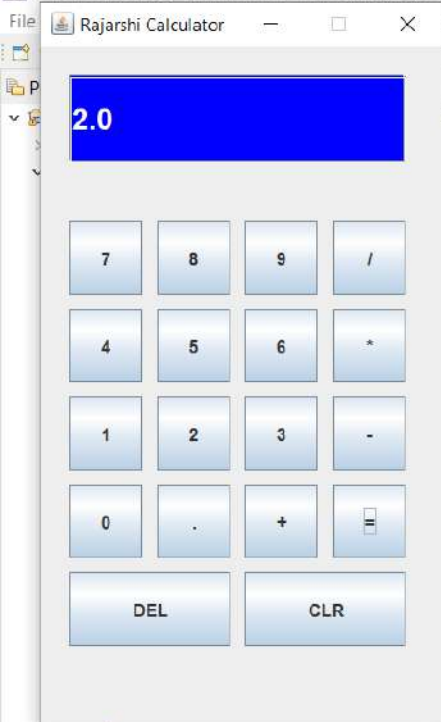 File
Rajarshi Calculator
P
2.0
7 8 9 /
4 5 6 *
1 2 3 -
0 . + =
DEL CLR